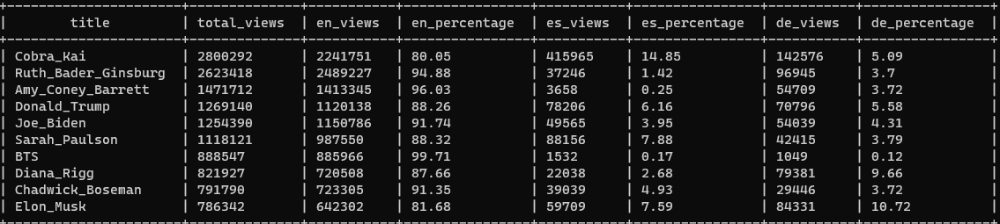 | title | total_views | en_views | en_percentage | es_views | es_percentage | de_views | de_percentage |
| Cobra_Kai | 2800292 | 2241751 | 80.05 | 415965 | 14.85 | 142576 | 5.09 |
| Ruth_Bader_Ginsburg | 2623418 | 2489227 | 94.88 | 37246 | 1.42 | 96945 | 3.7 |
| Amy_Coney_Barrett | 1471712 | 1413345 | 96.03 | 3658 | 0.25 | 54709 | 3.72 |
| Donald_Trump | 1269140 | 1120138 | 88.26 | 78206 | 6.16 | 70796 | 5.58 |
| Joe_Biden | 1254390 | 1150786 | 91.74 | 49565 | 3.95 | 54039 | 4.31 |
| Sarah_Paulson | 1118121 | 987550 | 88.32 | 88156 | 7.88 | 42415 | 3.79 |
| BTS | 888547 | 885966 | 99.71 | 1532 | 0.17 | 1049 | 0.12 |
| Diana_Rigg | 821927 | 720508 | 87.66 | 22038 | 2.68 | 79381 | 9.66 |
| Chadwick_Boseman | 791790 | 723305 | 91.35 | 39039 | 4.93 | 29446 | 3.72 |
| Elon_Musk | 786342 | 642302 | 81.68 | 59709 | 7.59 | 84331 | 10.72 |